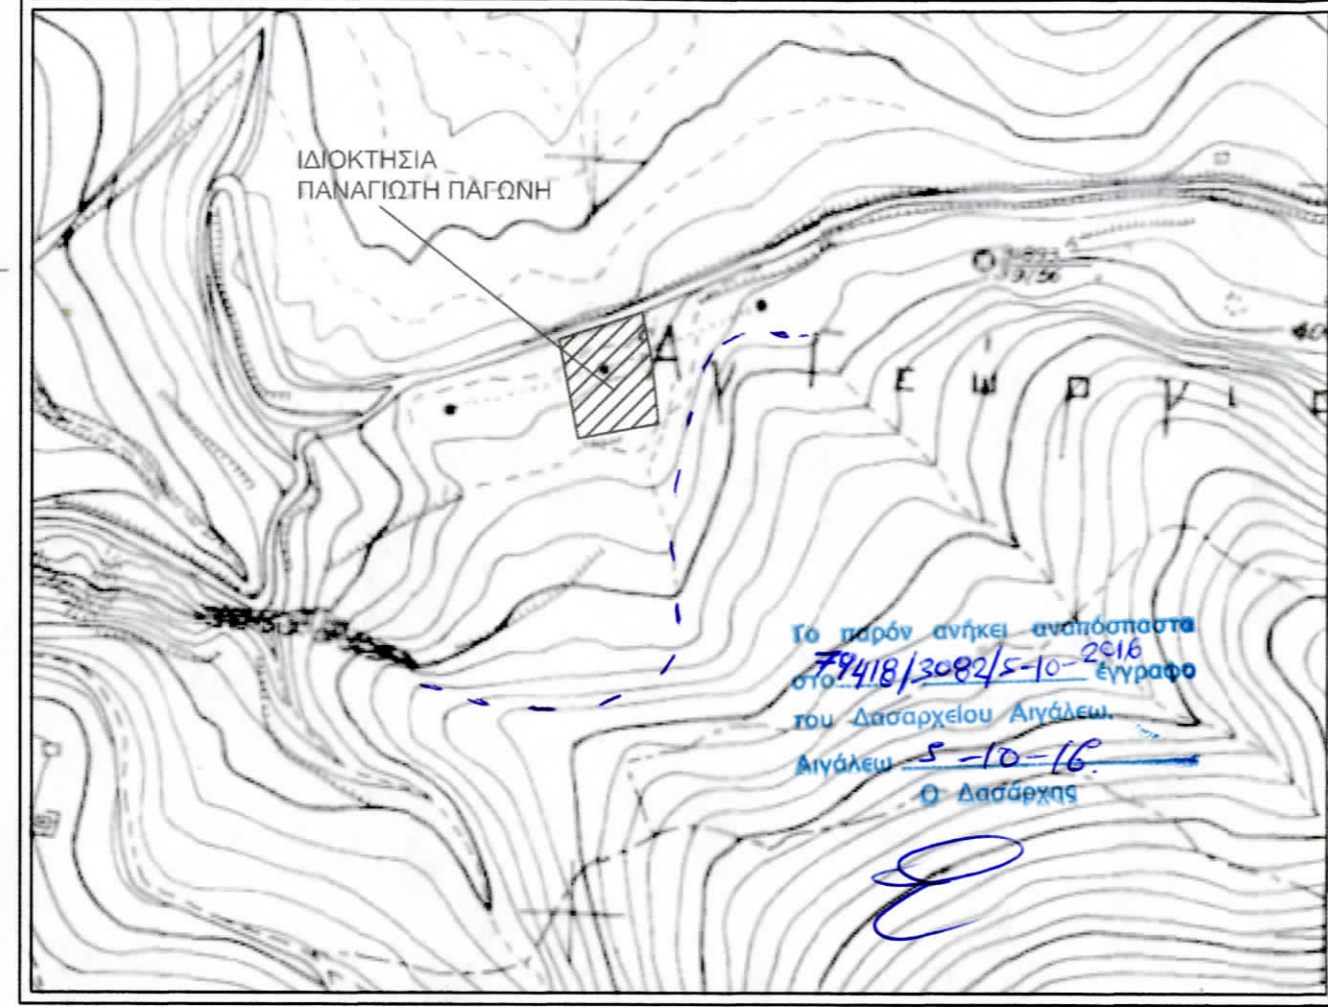 ΙΔΙΟΚΤΗΣΙΑ
ΠΑΝΑΓΙΩΤΗ ΠΑΓΩΝΗ
Το παρόν ανήκει αναπόσπαστα
στο 79418/3082/5-10-2016 έγγραφο
του Δασαρχείου Αιγάλεω.
Αιγάλεω 5-10-16
Ο Δασάρχης